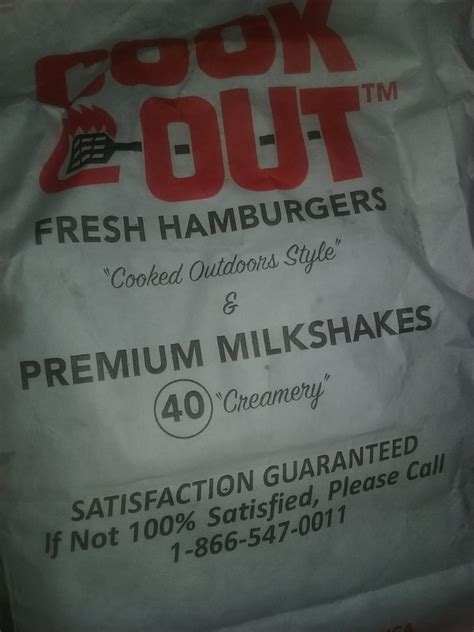 COOK
OUT™
FRESH HAMBURGERS
"Cooked Outdoors Style"
&
PREMIUM MILKSHAKES
40 "Creamery"
SATISFACTION GUARANTEED
If Not 100% Satisfied, Please Call
1-866-547-0011